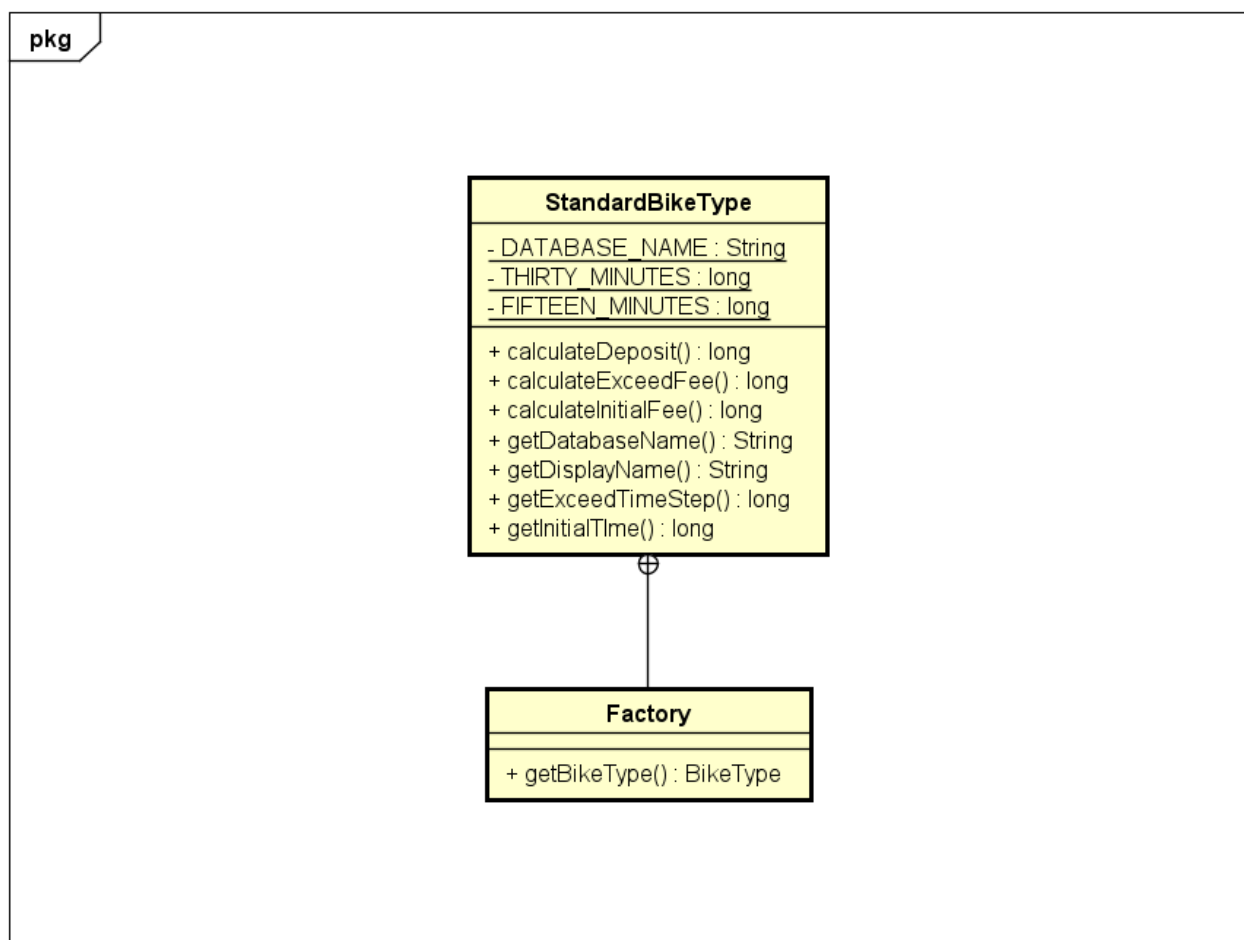 pkg
StandardBikeType
- DATABASE_NAME : String
- THIRTY_MINUTES : long
- FIFTEEN_MINUTES : long
+ calculateDeposit() : long
+ calculateExceedFee() : long
+ calculateInitialFee() : long
+ getDatabaseName() : String
+ getDisplayName() : String
+ getExceedTimeStep() : long
+ getInitialTIme() : long
Factory
+ getBikeType() : BikeType